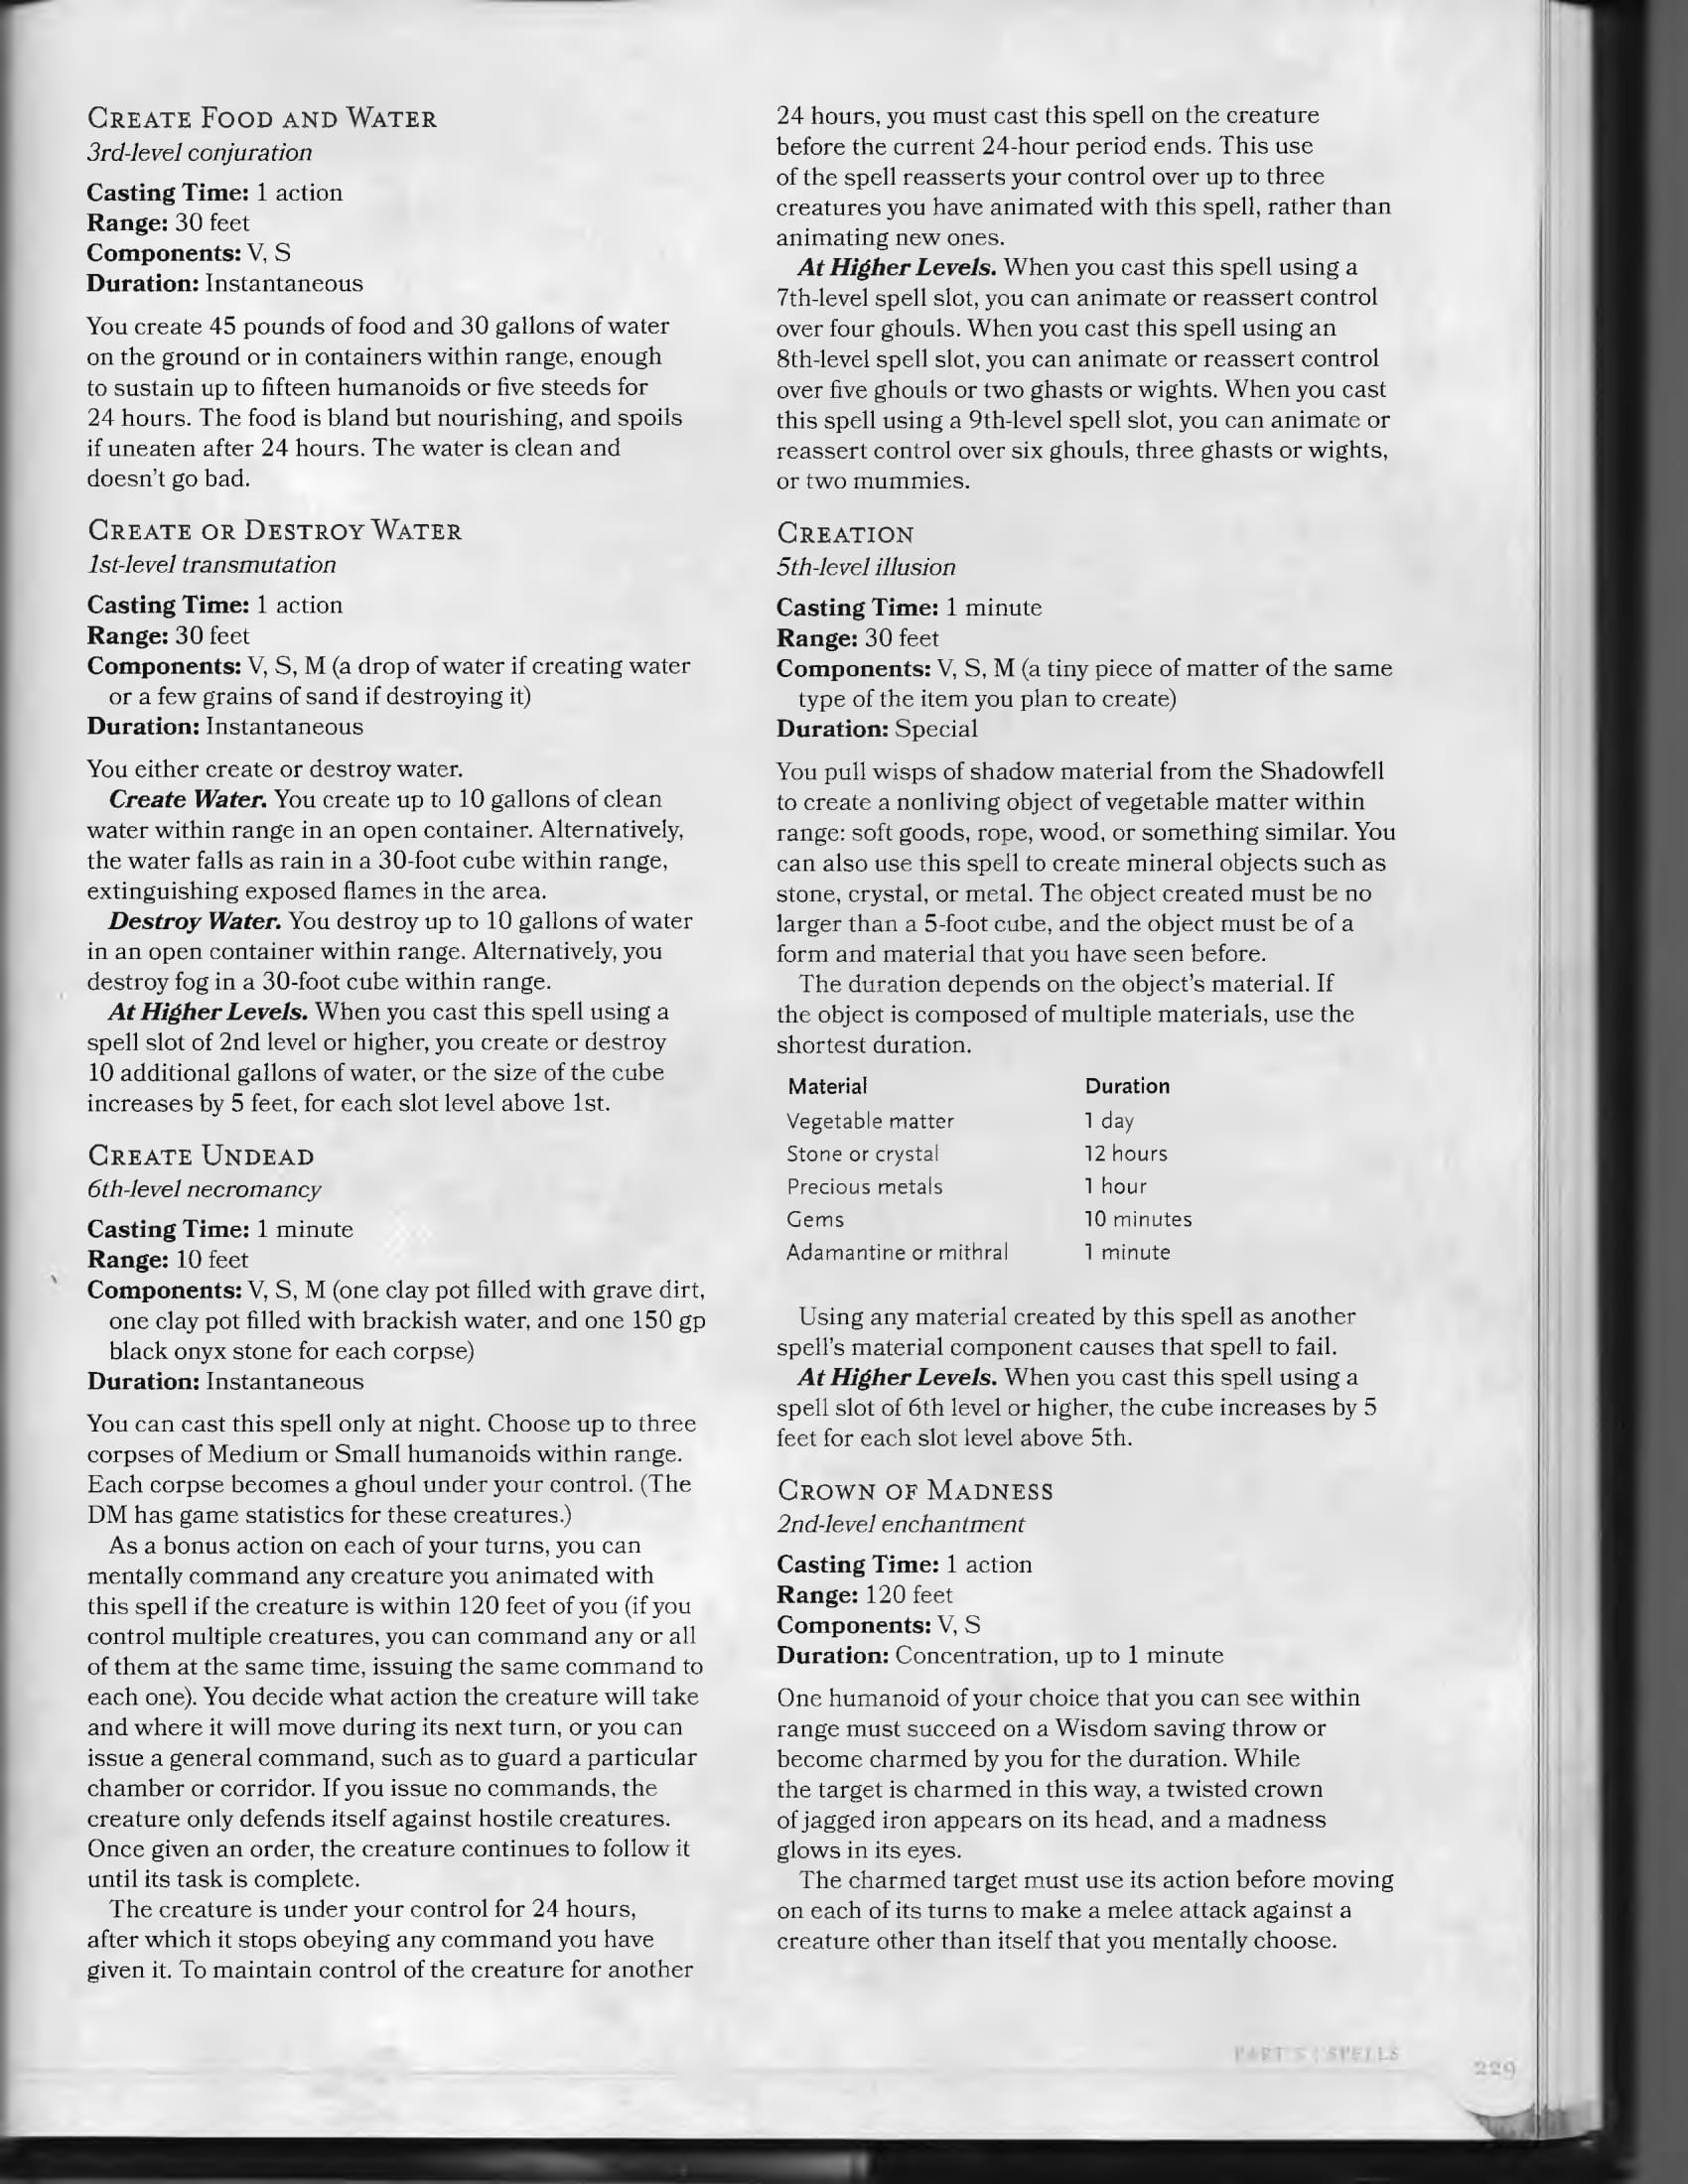 CREATE FOOD AND WATER
3rd-level conjuration
Casting Time: 1 action
Range: 30 feet
Components: V, S
Duration: Instantaneous
You create 45 pounds of food and 30 gallons of water
on the ground or in containers within range, enough
to sustain up to fifteen humanoids or five steeds for
24 hours. The food is bland but nourishing, and spoils
if uneaten after 24 hours. The water is clean and
doesn't go bad.
CREATE OR DESTROY WATER
1st-level transmutation
Casting Time: 1 action
Range: 30 feet
Components: V, S, M (a drop of water if creating water
or a few grains of sand if destroying it)
Duration: Instantaneous
You either create or destroy water.
Create Water. You create up to 10 gallons of clean
water within range in an open container. Alternatively,
the water falls as rain in a 30-foot cube within range,
extinguishing exposed flames in the area.
Destroy Water. You destroy up to 10 gallons of water
in an open container within range. Alternatively, you
destroy fog in a 30-foot cube within range.
At Higher Levels. When you cast this spell using a
spell slot of 2nd level or higher, you create or destroy
10 additional gallons of water, or the size of the cube
increases by 5 feet, for each slot level above 1st.
CREATE UNDEAD
6th-level necromancy
Casting Time: 1 minute
Range: 10 feet
Components: V, S, M (one clay pot filled with grave dirt,
one clay pot filled with brackish water, and one 150 gp
black onyx stone for each corpse)
Duration: Instantaneous
You can cast this spell only at night. Choose up to three
corpses of Medium or Small humanoids within range.
Each corpse becomes a ghoul under your control. (The
DM has game statistics for these creatures.)
As a bonus action on each of your turns, you can
mentally command any creature you animated with
this spell if the creature is within 120 feet of you (if you
control multiple creatures, you can command any or all
of them at the same time, issuing the same command to
each one). You decide what action the creature will take
and where it will move during its next turn, or you can
issue a general command, such as to guard a particular
chamber or corridor. If you issue no commands, the
creature only defends itself against hostile creatures.
Once given an order, the creature continues to follow it
until its task is complete.
The creature is under your control for 24 hours,
after which it stops obeying any command you have
given it. To maintain control of the creature for another
24 hours, you must cast this spell on the creature
before the current 24-hour period ends. This use
of the spell reasserts your control over up to three
creatures you have animated with this spell, rather than
animating new ones.
At Higher Levels. When you cast this spell using a
7th-level spell slot, you can animate or reassert control
over four ghouls. When you cast this spell using an
8th-level spell slot, you can animate or reassert control
over five ghouls or two ghasts or wights. When you cast
this spell using a 9th-level spell slot, you can animate or
reassert control over six ghouls, three ghasts or wights,
or two mummies.
CREATION
5th-level illusion
Casting Time: 1 minute
Range: 30 feet
Components: V, S, M (a tiny piece of matter of the same
type of the item you plan to create)
Duration: Special
You pull wisps of shadow material from the Shadowfell
to create a nonliving object of vegetable matter within
range: soft goods, rope, wood, or something similar. You
can also use this spell to create mineral objects such as
stone, crystal, or metal. The object created must be no
larger than a 5-foot cube, and the object must be of a
form and material that you have seen before.
The duration depends on the object's material. If
the object is composed of multiple materials, use the
shortest duration.
Material Duration
Vegetable matter 1 day
Stone or crystal 12 hours
Precious metals 1 hour
Gems 10 minutes
Adamantine or mithral 1 minute
Using any material created by this spell as another
spell's material component causes that spell to fail.
At Higher Levels. When you cast this spell using a
spell slot of 6th level or higher, the cube increases by 5
feet for each slot level above 5th.
CROWN OF MADNESS
2nd-level enchantment
Casting Time: 1 action
Range: 120 feet
Components: V, S
Duration: Concentration, up to 1 minute
One humanoid of your choice that you can see within
range must succeed on a Wisdom saving throw or
become charmed by you for the duration. While
the target is charmed in this way, a twisted crown
of jagged iron appears on its head, and a madness
glows in its eyes.
The charmed target must use its action before moving
on each of its turns to make a melee attack against a
creature other than itself that you mentally choose.
PART 3 | SPELLS
229